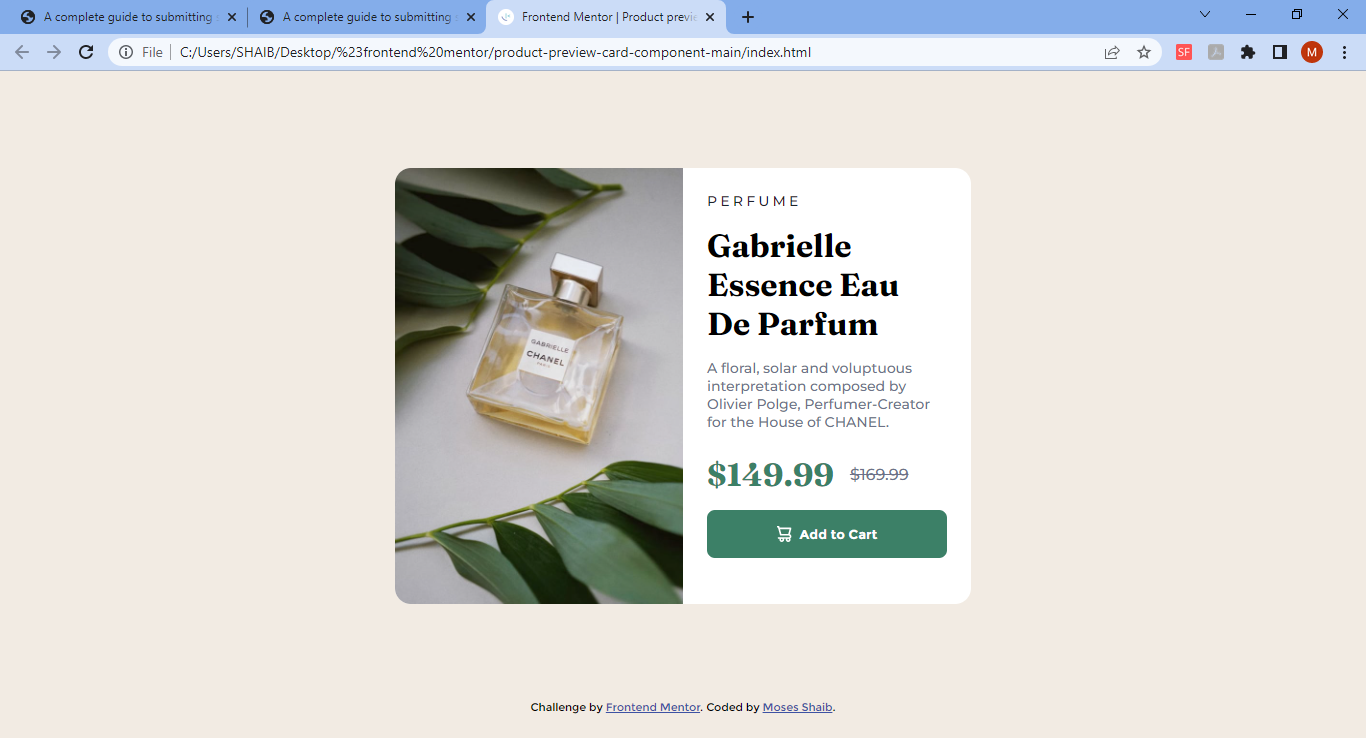 A complete guide to submitting
A complete guide to submitting
Frontend Mentor | Product previe
File
C:/Users/SHAIB/Desktop/%23frontend%20mentor/product-preview-card-component-main/index.html
SF
M
GABRIELLE
CHANEL
PARIS
PERFUME
Gabrielle
Essence Eau
De Parfum
A floral, solar and voluptuous
interpretation composed by
Olivier Polge, Perfumer-Creator
for the House of CHANEL.
$149.99 $169.99
Add to Cart
Challenge by Frontend Mentor. Coded by Moses Shaib.